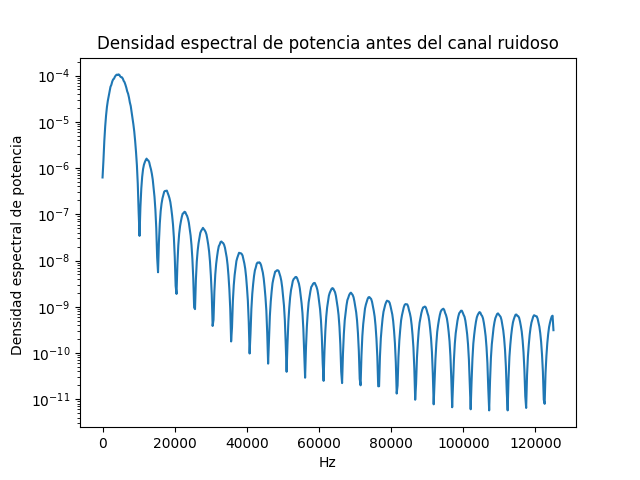 Densidad espectral de potencia antes del canal ruidoso
Densidad espectral de potencia
10⁻⁴
10⁻⁵
10⁻⁶
10⁻⁷
10⁻⁸
10⁻⁹
10⁻¹⁰
10⁻¹¹
0 20000 40000 60000 80000 100000 120000
Hz